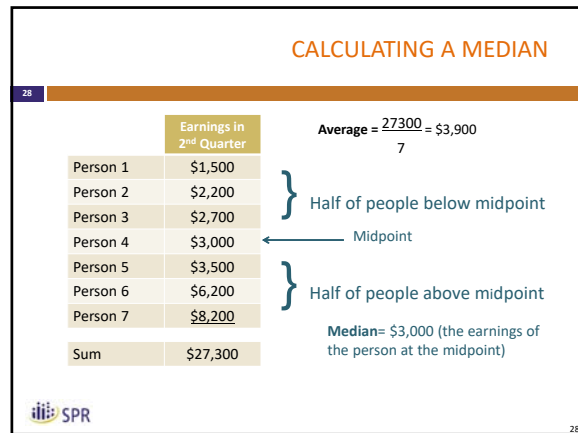 CALCULATING A MEDIAN
28
Earnings in
2nd Quarter
Person 1 $1,500
Person 2 $2,200
Person 3 $2,700
Person 4 $3,000
Person 5 $3,500
Person 6 $6,200
Person 7 $8,200
Sum $27,300
Average = 27300 = $3,900
7
} Half of people below midpoint
Midpoint
} Half of people above midpoint
Median= $3,000 (the earnings of
the person at the midpoint)
SPR
28